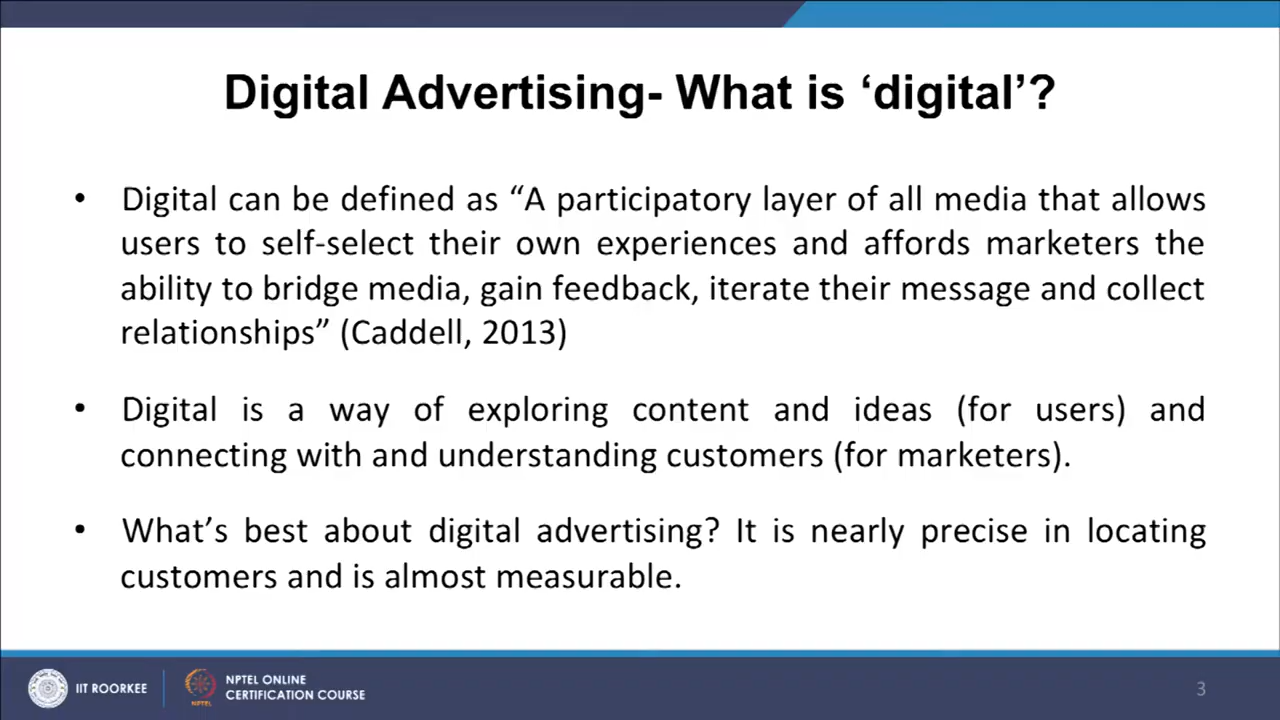 Digital Advertising- What is ‘digital’?
• Digital can be defined as “A participatory layer of all media that allows
users to self-select their own experiences and affords marketers the
ability to bridge media, gain feedback, iterate their message and collect
relationships” (Caddell, 2013)
• Digital is a way of exploring content and ideas (for users) and
connecting with and understanding customers (for marketers).
• What’s best about digital advertising? It is nearly precise in locating
customers and is almost measurable.
IIT ROORKEE
NPTEL ONLINE
CERTIFICATION COURSE
NPTEL
3